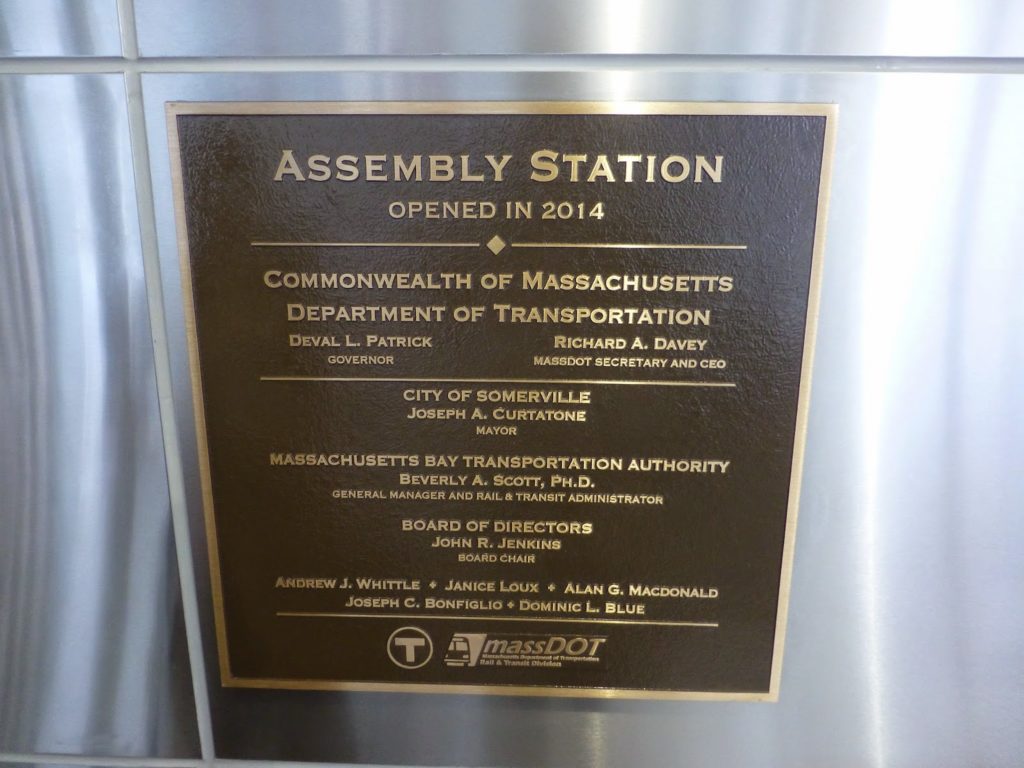 ASSEMBLY STATION
OPENED IN 2014
COMMONWEALTH OF MASSACHUSETTS
DEPARTMENT OF TRANSPORTATION
DEVAL L. PATRICK RICHARD A. DAVEY
GOVERNOR MASSDOT SECRETARY AND CEO
CITY OF SOMERVILLE
JOSEPH A. CURTATONE
MAYOR
MASSACHUSETTS BAY TRANSPORTATION AUTHORITY
BEVERLY A. SCOTT, PH.D.
GENERAL MANAGER AND RAIL & TRANSIT ADMINISTRATOR
BOARD OF DIRECTORS
JOHN R. JENKINS
BOARD CHAIR
ANDREW J. WHITTLE + JANICE LOUX + ALAN G. MACDONALD
JOSEPH C. BONFIGLIO + DOMINIC L. BLUE
T massDOT
Massachusetts Department of Transportation
Rail & Transit Division